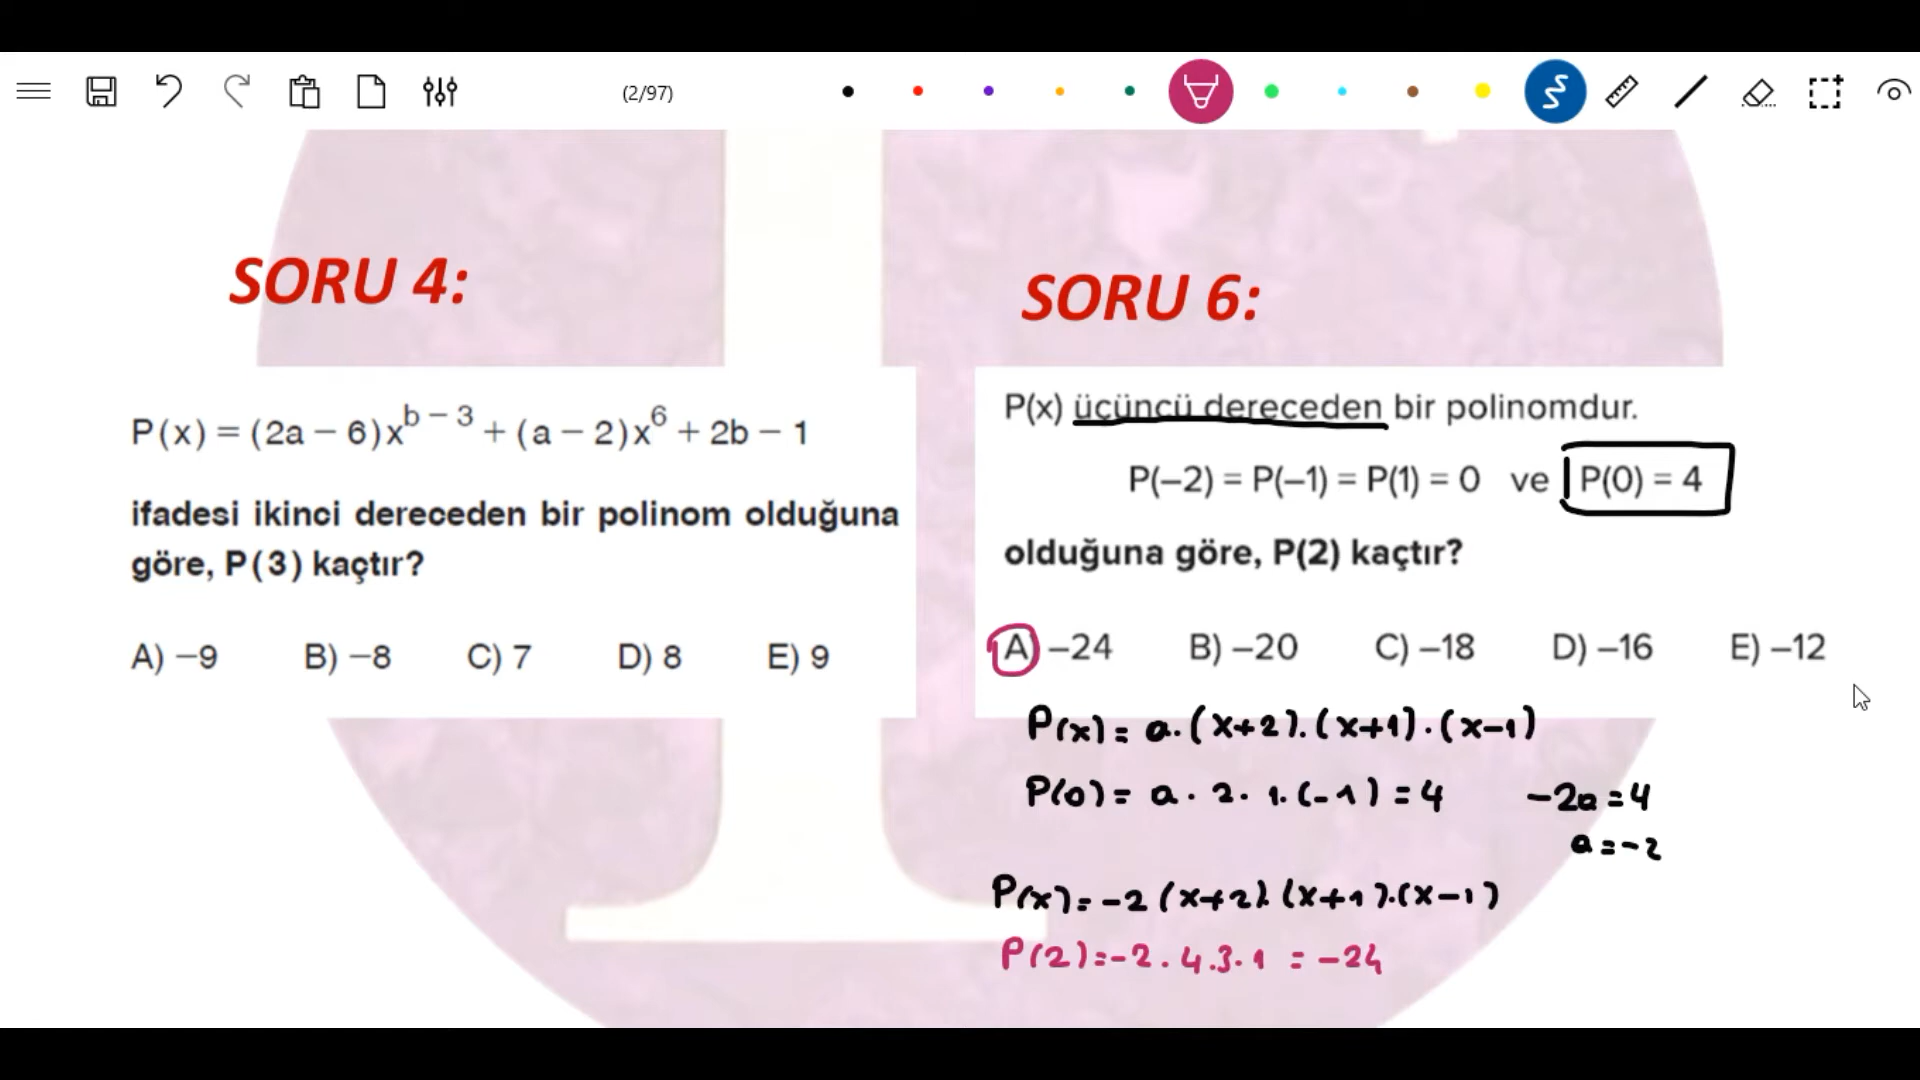 (2/97)
SORU 4:
P(x) = (2a − 6)x^(b − 3) + (a − 2)x^6 + 2b − 1
ifadesi ikinci dereceden bir polinom olduğuna
göre, P(3) kaçtır?
A) −9 B) −8 C) 7 D) 8 E) 9
SORU 6:
P(x) üçüncü dereceden bir polinomdur.
P(−2) = P(−1) = P(1) = 0 ve P(0) = 4
olduğuna göre, P(2) kaçtır?
A) −24 B) −20 C) −18 D) −16 E) −12
P(x) = a.(x+2).(x+1).(x−1)
P(0) = a . 2 . 1.(−1) = 4 −2a = 4
a = −2
P(x) = −2 (x+2).(x+1).(x−1)
P(2) = −2 . 4 . 3 . 1 = −24